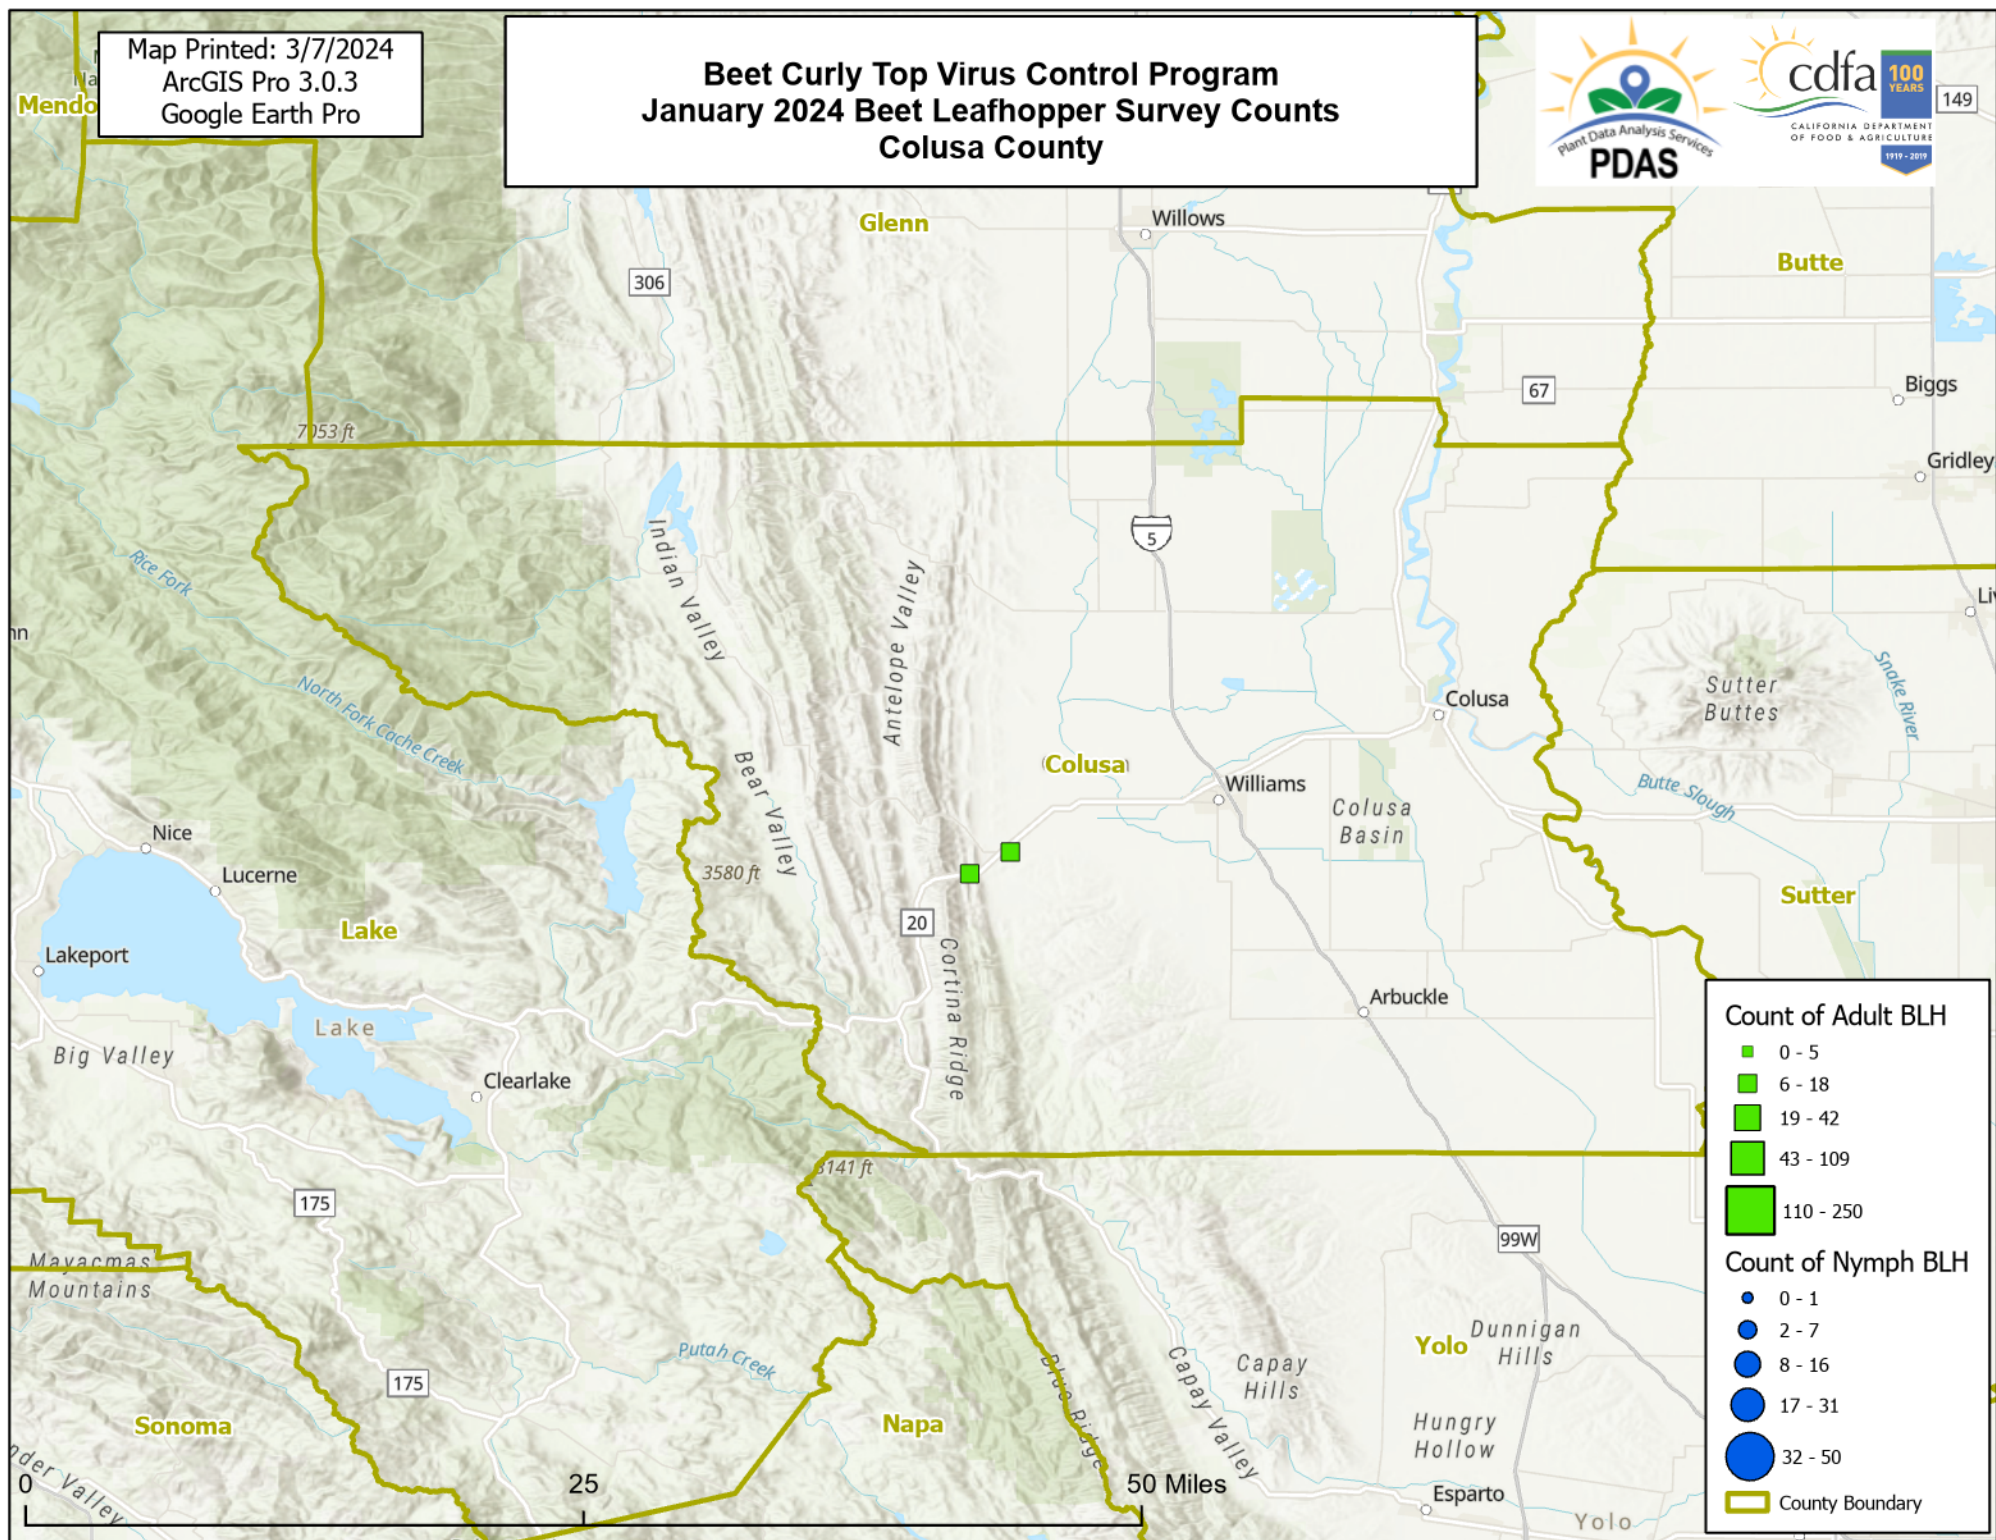 Map Printed: 3/7/2024
ArcGIS Pro 3.0.3
Google Earth Pro
Beet Curly Top Virus Control Program
January 2024 Beet Leafhopper Survey Counts
Colusa County
Plant Data Analysis Services
PDAS
cdfa
100
YEARS
CALIFORNIA DEPARTMENT
OF FOOD & AGRICULTURE
1919 - 2019
149
Mendo
Glenn
Willows
Butte
306
67
Biggs
7053 ft
Gridley
5
Indian Valley
Antelope Valley
Rice Fork
North Fork Cache Creek
Snake River
Sutter
Buttes
Colusa
Bear Valley
Colusa
Williams
Butte Slough
Colusa
Basin
Nice
Lucerne
3580 ft
Sutter
20
Lake
Lakeport
Cortina Ridge
Arbuckle
Lake
Big Valley
Clearlake
3141 ft
175
99W
Mayacmas
Mountains
Putah Creek
Blue Ridge
Capay Valley
Capay
Hills
Yolo
Dunnigan
Hills
175
Sonoma
Napa
Hungry
Hollow
nder Valley
Esparto
Yolo
0
25
50 Miles
Count of Adult BLH
0 - 5
6 - 18
19 - 42
43 - 109
110 - 250
Count of Nymph BLH
0 - 1
2 - 7
8 - 16
17 - 31
32 - 50
County Boundary